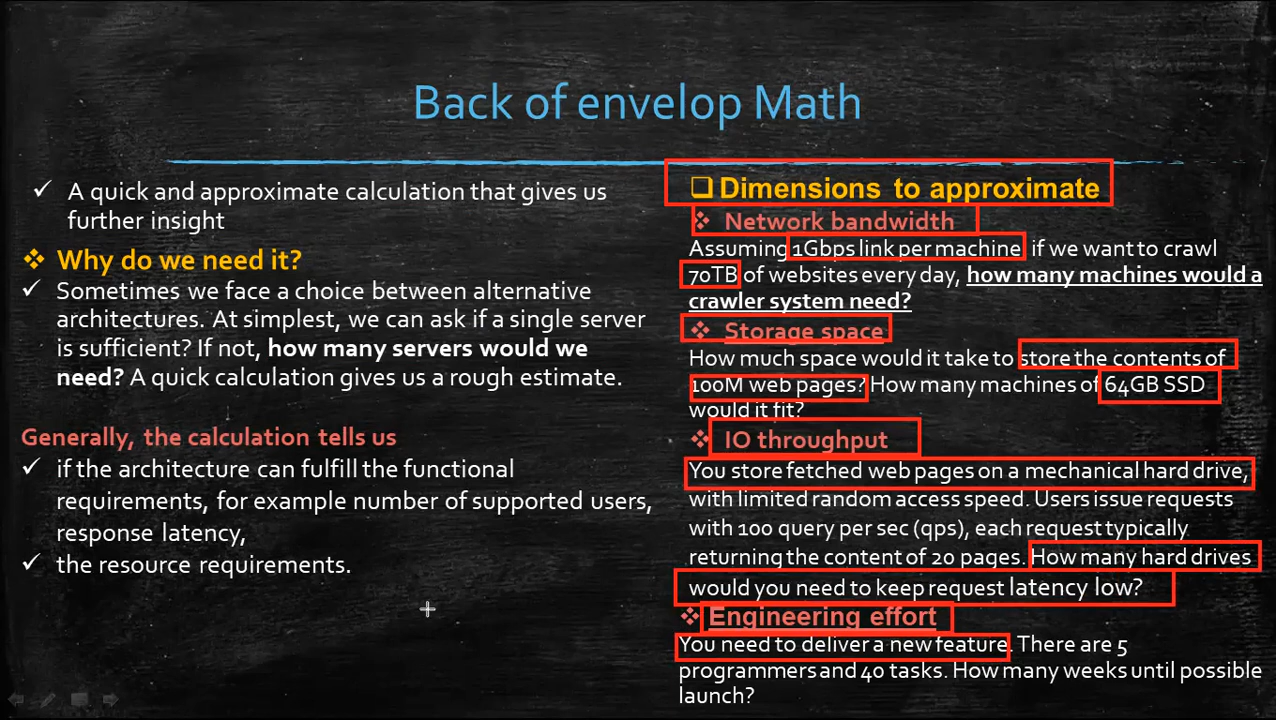 Back of envelop Math
✓ A quick and approximate calculation that gives us
further insight
❖ Why do we need it?
✓ Sometimes we face a choice between alternative
architectures. At simplest, we can ask if a single server
is sufficient? If not, how many servers would we
need? A quick calculation gives us a rough estimate.
Generally, the calculation tells us
✓ if the architecture can fulfill the functional
requirements, for example number of supported users,
response latency,
✓ the resource requirements.
❑ Dimensions to approximate
❖ Network bandwidth
Assuming 1Gbps link per machine, if we want to crawl
70TB of websites every day, how many machines would a
crawler system need?
❖ Storage space
How much space would it take to store the contents of
100M web pages? How many machines of 64GB SSD
would it fit?
❖ IO throughput
You store fetched web pages on a mechanical hard drive,
with limited random access speed. Users issue requests
with 100 query per sec (qps), each request typically
returning the content of 20 pages. How many hard drives
would you need to keep request latency low?
❖ Engineering effort
You need to deliver a new feature. There are 5
programmers and 40 tasks. How many weeks until possible
launch?